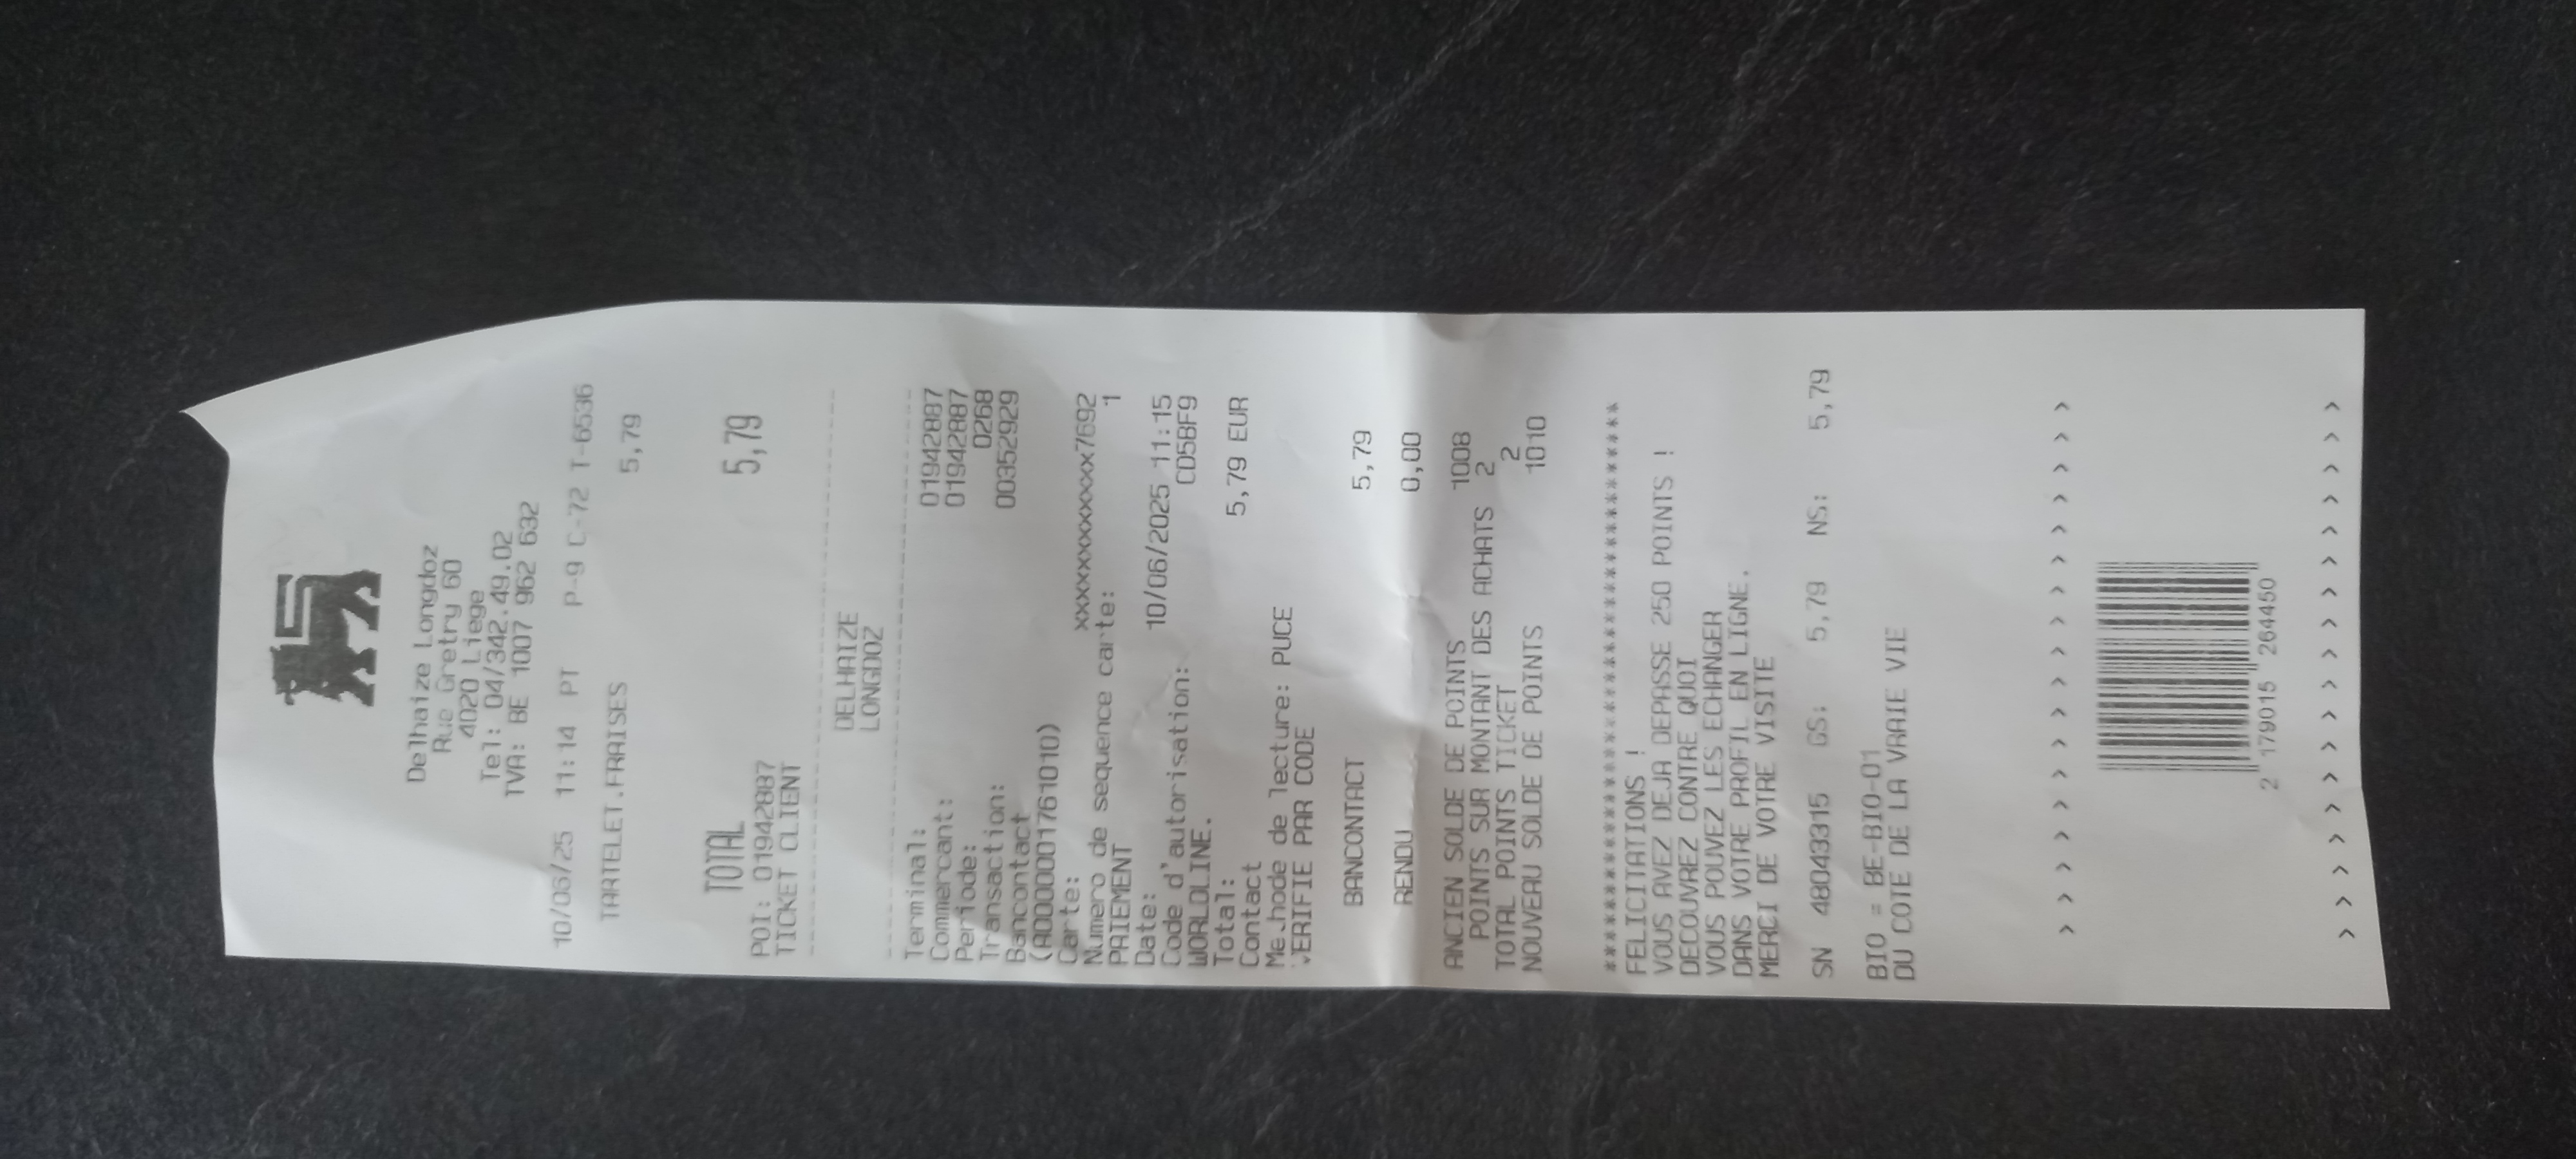 Delhaize Longdoz
Rue Gretry 60
4020 Liege
Tel: 04/342.49.02
TVA: BE 1007 962 632
10/06/25 11:14 PT P-9 C-72 T-6536
TARTELET.FRAISES 5,79
TOTAL 5,79
POI: 01942887
TICKET CLIENT
DELHAIZE
LONGDOZ
Terminal: 01942887
Commercant: 01942887
Periode: 0268
Transaction: 00352929
Bancontact
(A0000001761010)
Carte: xxxxxxxxxxxxx7692
Numero de sequence carte: 1
PAIEMENT
Date: 10/06/2025 11:15
Code d'autorisation: CD5BF9
WORLDLINE.
Total: 5,79 EUR
Contact
Me.hode de lecture: PUCE
VERIFIE PAR CODE
BANCONTACT 5,79
RENDU 0,00
ANCIEN SOLDE DE POINTS 1008
POINTS SUR MONTANT DES ACHATS 2
TOTAL POINTS TICKET 2
NOUVEAU SOLDE DE POINTS 1010
************************************
FELICITATIONS !
VOUS AVEZ DEJA DEPASSE 250 POINTS !
DECOUVREZ CONTRE QUOI
VOUS POUVEZ LES ECHANGER
DANS VOTRE PROFIL EN LIGNE.
MERCI DE VOTRE VISITE
SN 48043315 GS: 5,79 NS: 5,79
BIO = BE-BIO-01
DU COTE DE LA VRAIE VIE
> > > > > > > > > > > > > > > > > >
2 179015 264450
> > > > > > > > > > > > > > > > > >